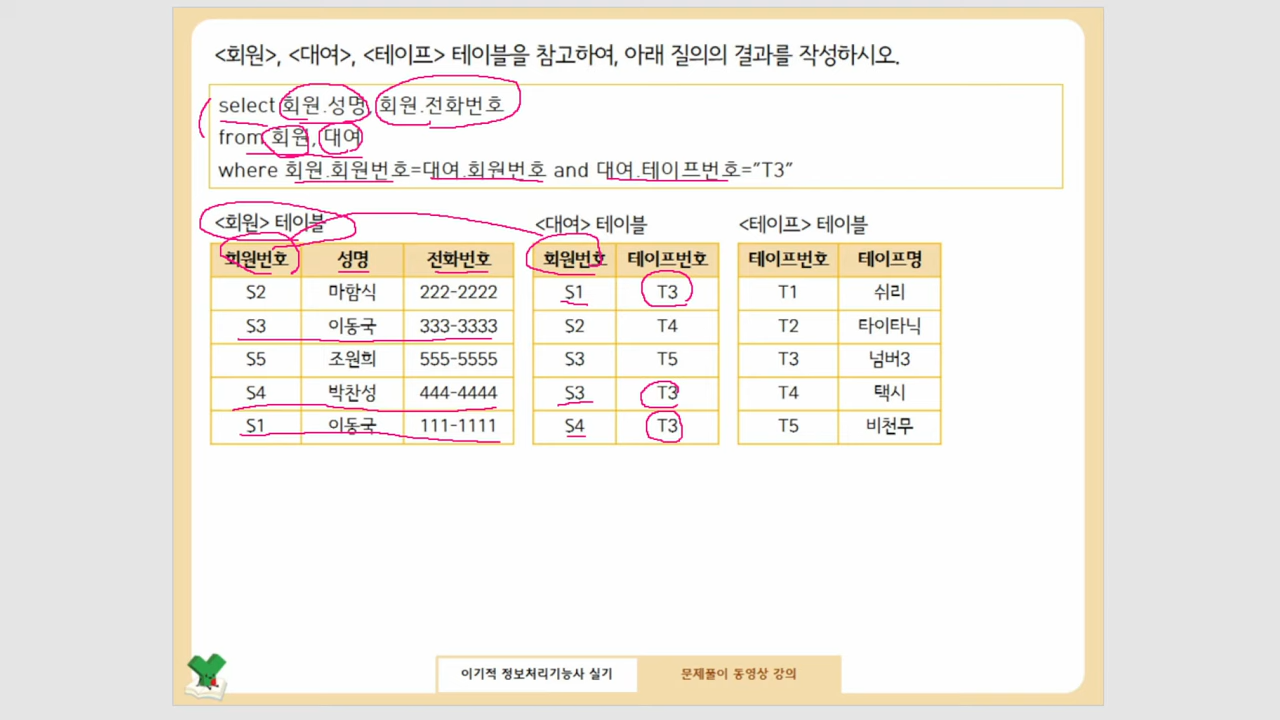 <회원>, <대여>, <테이프> 테이블을 참고하여, 아래 질의의 결과를 작성하시오.
select 회원.성명, 회원.전화번호
from 회원, 대여
where 회원.회원번호=대여.회원번호 and 대여.테이프번호="T3"
<회원> 테이블
회원번호 성명 전화번호
S2 마함식 222-2222
S3 이동국 333-3333
S5 조원희 555-5555
S4 박찬성 444-4444
S1 이동국 111-1111
<대여> 테이블
회원번호 테이프번호
S1 T3
S2 T4
S3 T5
S3 T3
S4 T3
<테이프> 테이블
테이프번호 테이프명
T1 쉬리
T2 타이타닉
T3 넘버3
T4 택시
T5 비천무
이기적 정보처리기능사 실기
문제풀이 동영상 강의